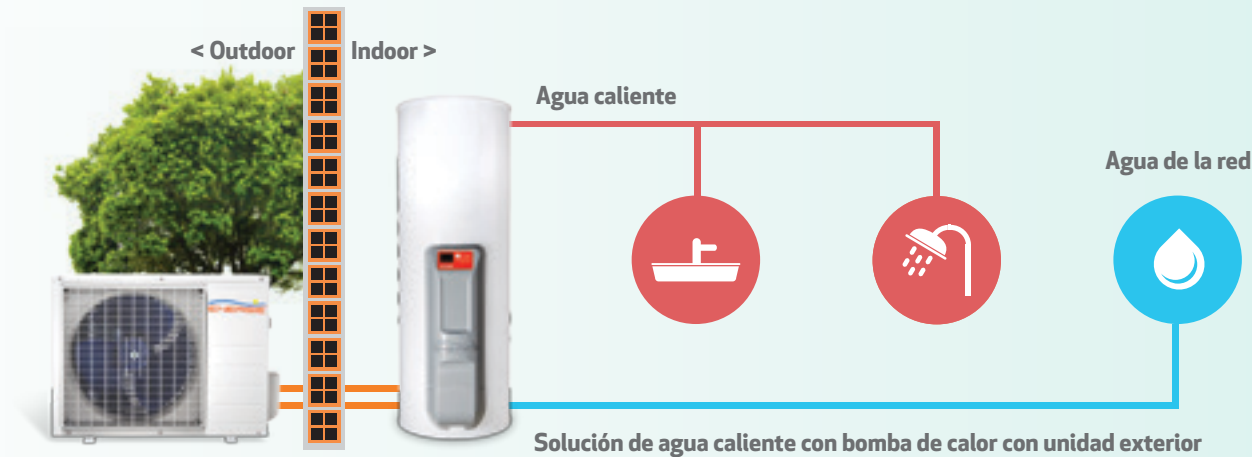 < Outdoor
Indoor >
Agua caliente
Agua de la red
Solución de agua caliente con bomba de calor con unidad exterior